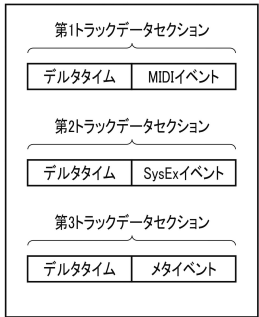 第1トラックデータセクション
デルタタイム MIDIイベント
第2トラックデータセクション
デルタタイム SysExイベント
第3トラックデータセクション
デルタタイム メタイベント